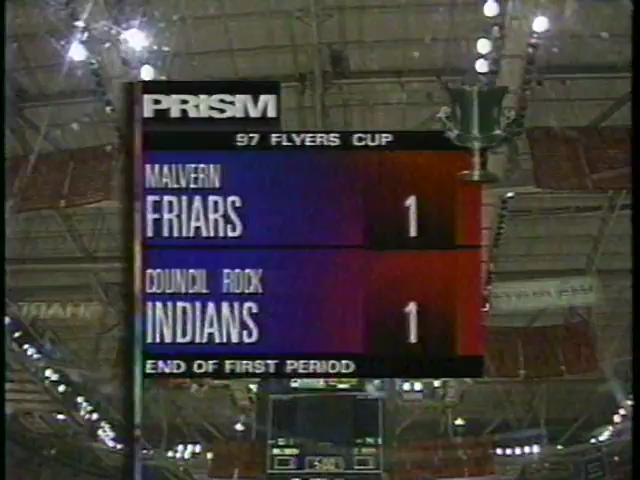 PRISM
97 FLYERS CUP
MALVERN
FRIARS 1
COUNCIL ROCK
INDIANS 1
END OF FIRST PERIOD